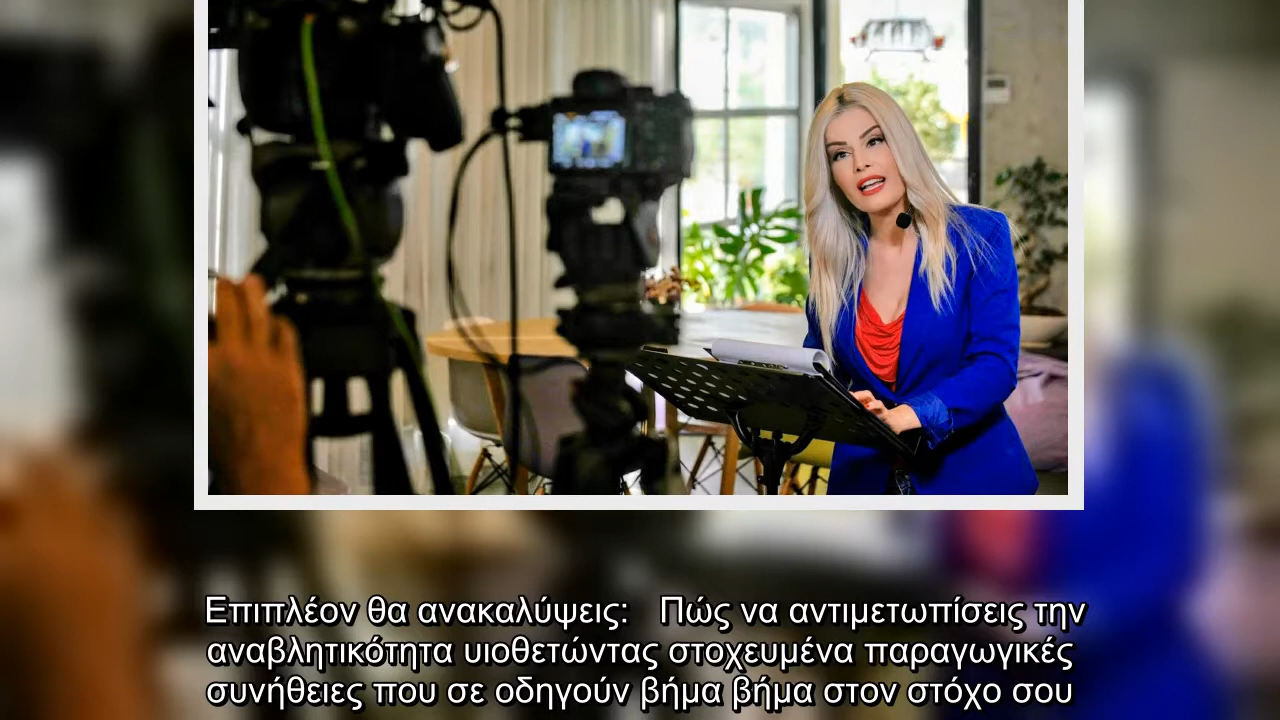 Επιπλέον θα ανακαλύψεις:   Πώς να αντιμετωπίσεις την
αναβλητικότητα υιοθετώντας στοχευμένα παραγωγικές
συνήθειες που σε οδηγούν βήμα βήμα στον στόχο σου